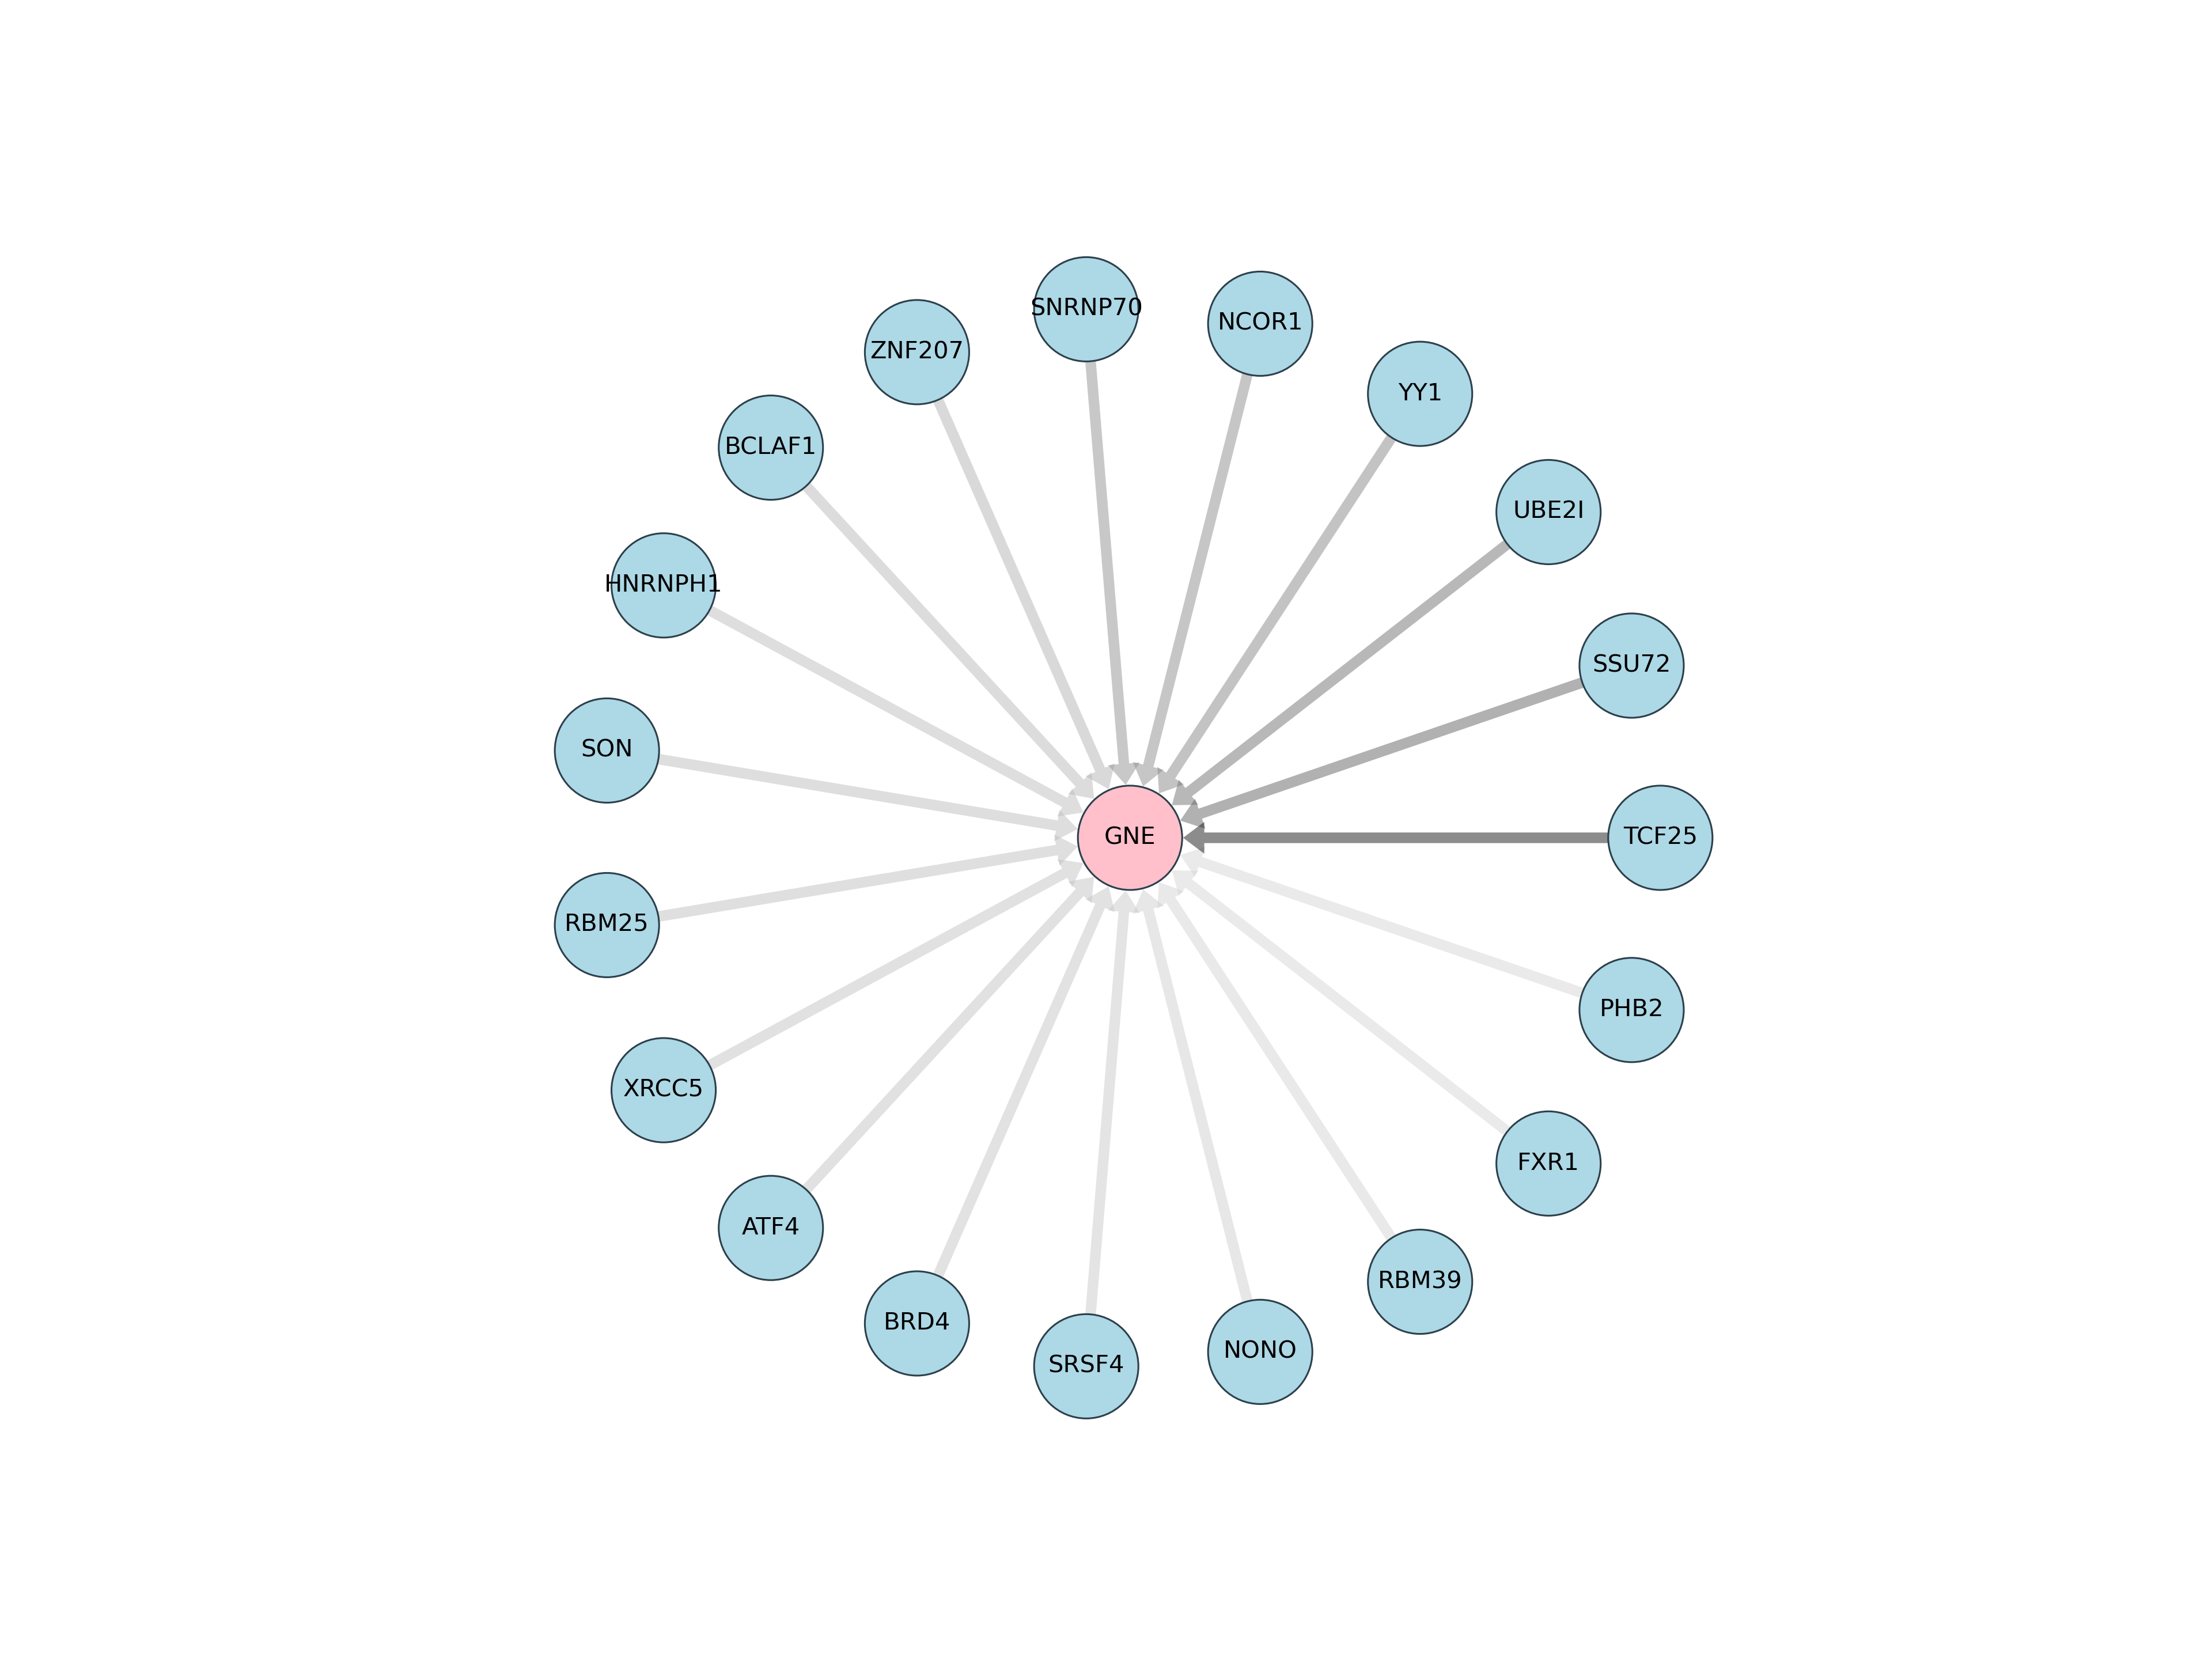 SNRNP70
NCOR1
ZNF207
YY1
BCLAF1
UBE2I
HNRNPH1
SSU72
SON
GNE
TCF25
RBM25
PHB2
XRCC5
FXR1
ATF4
RBM39
BRD4
NONO
SRSF4